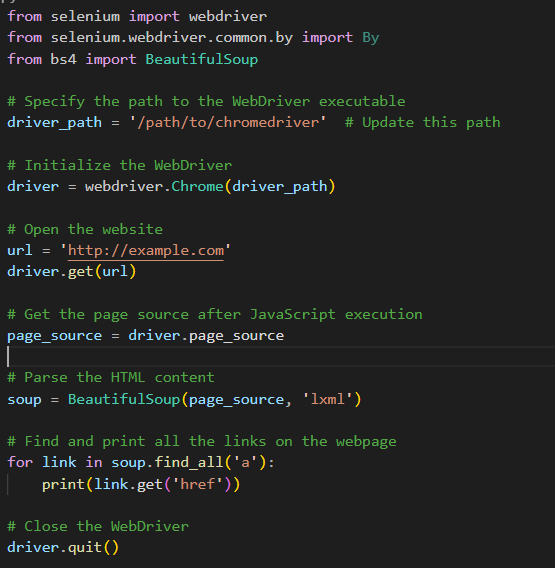 from selenium import webdriver
from selenium.webdriver.common.by import By
from bs4 import BeautifulSoup

# Specify the path to the WebDriver executable
driver_path = '/path/to/chromedriver'  # Update this path

# Initialize the WebDriver
driver = webdriver.Chrome(driver_path)

# Open the website
url = 'http://example.com'
driver.get(url)

# Get the page source after JavaScript execution
page_source = driver.page_source

# Parse the HTML content
soup = BeautifulSoup(page_source, 'lxml')

# Find and print all the links on the webpage
for link in soup.find_all('a'):
    print(link.get('href'))

# Close the WebDriver
driver.quit()